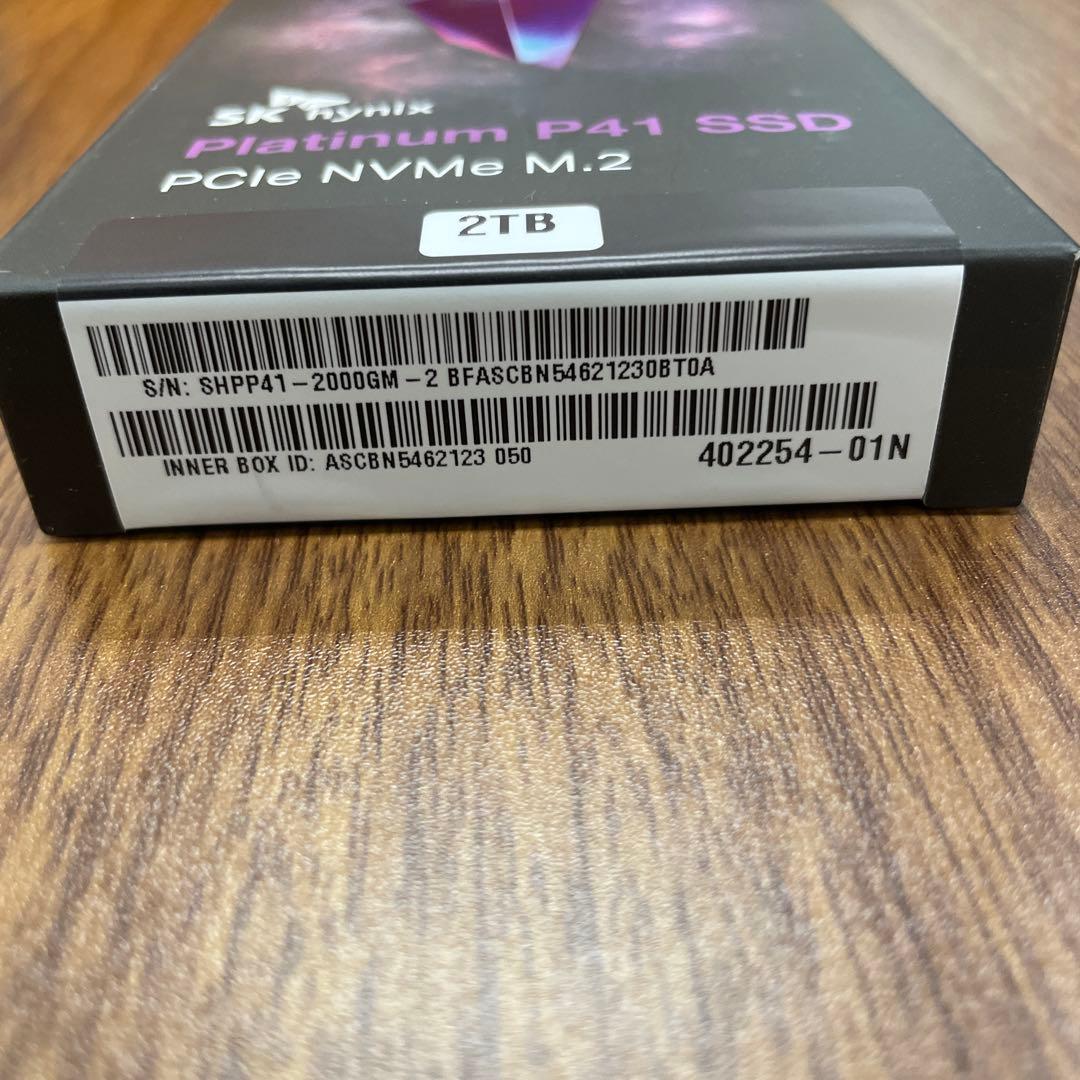 SK hynix
Platinum P41 SSD
PCIe NVMe M.2
2TB
S/N: SHPP41-2000GM-2 BFASCBN54621230BT0A
INNER BOX ID: ASCBN5462123 050
402254-01N